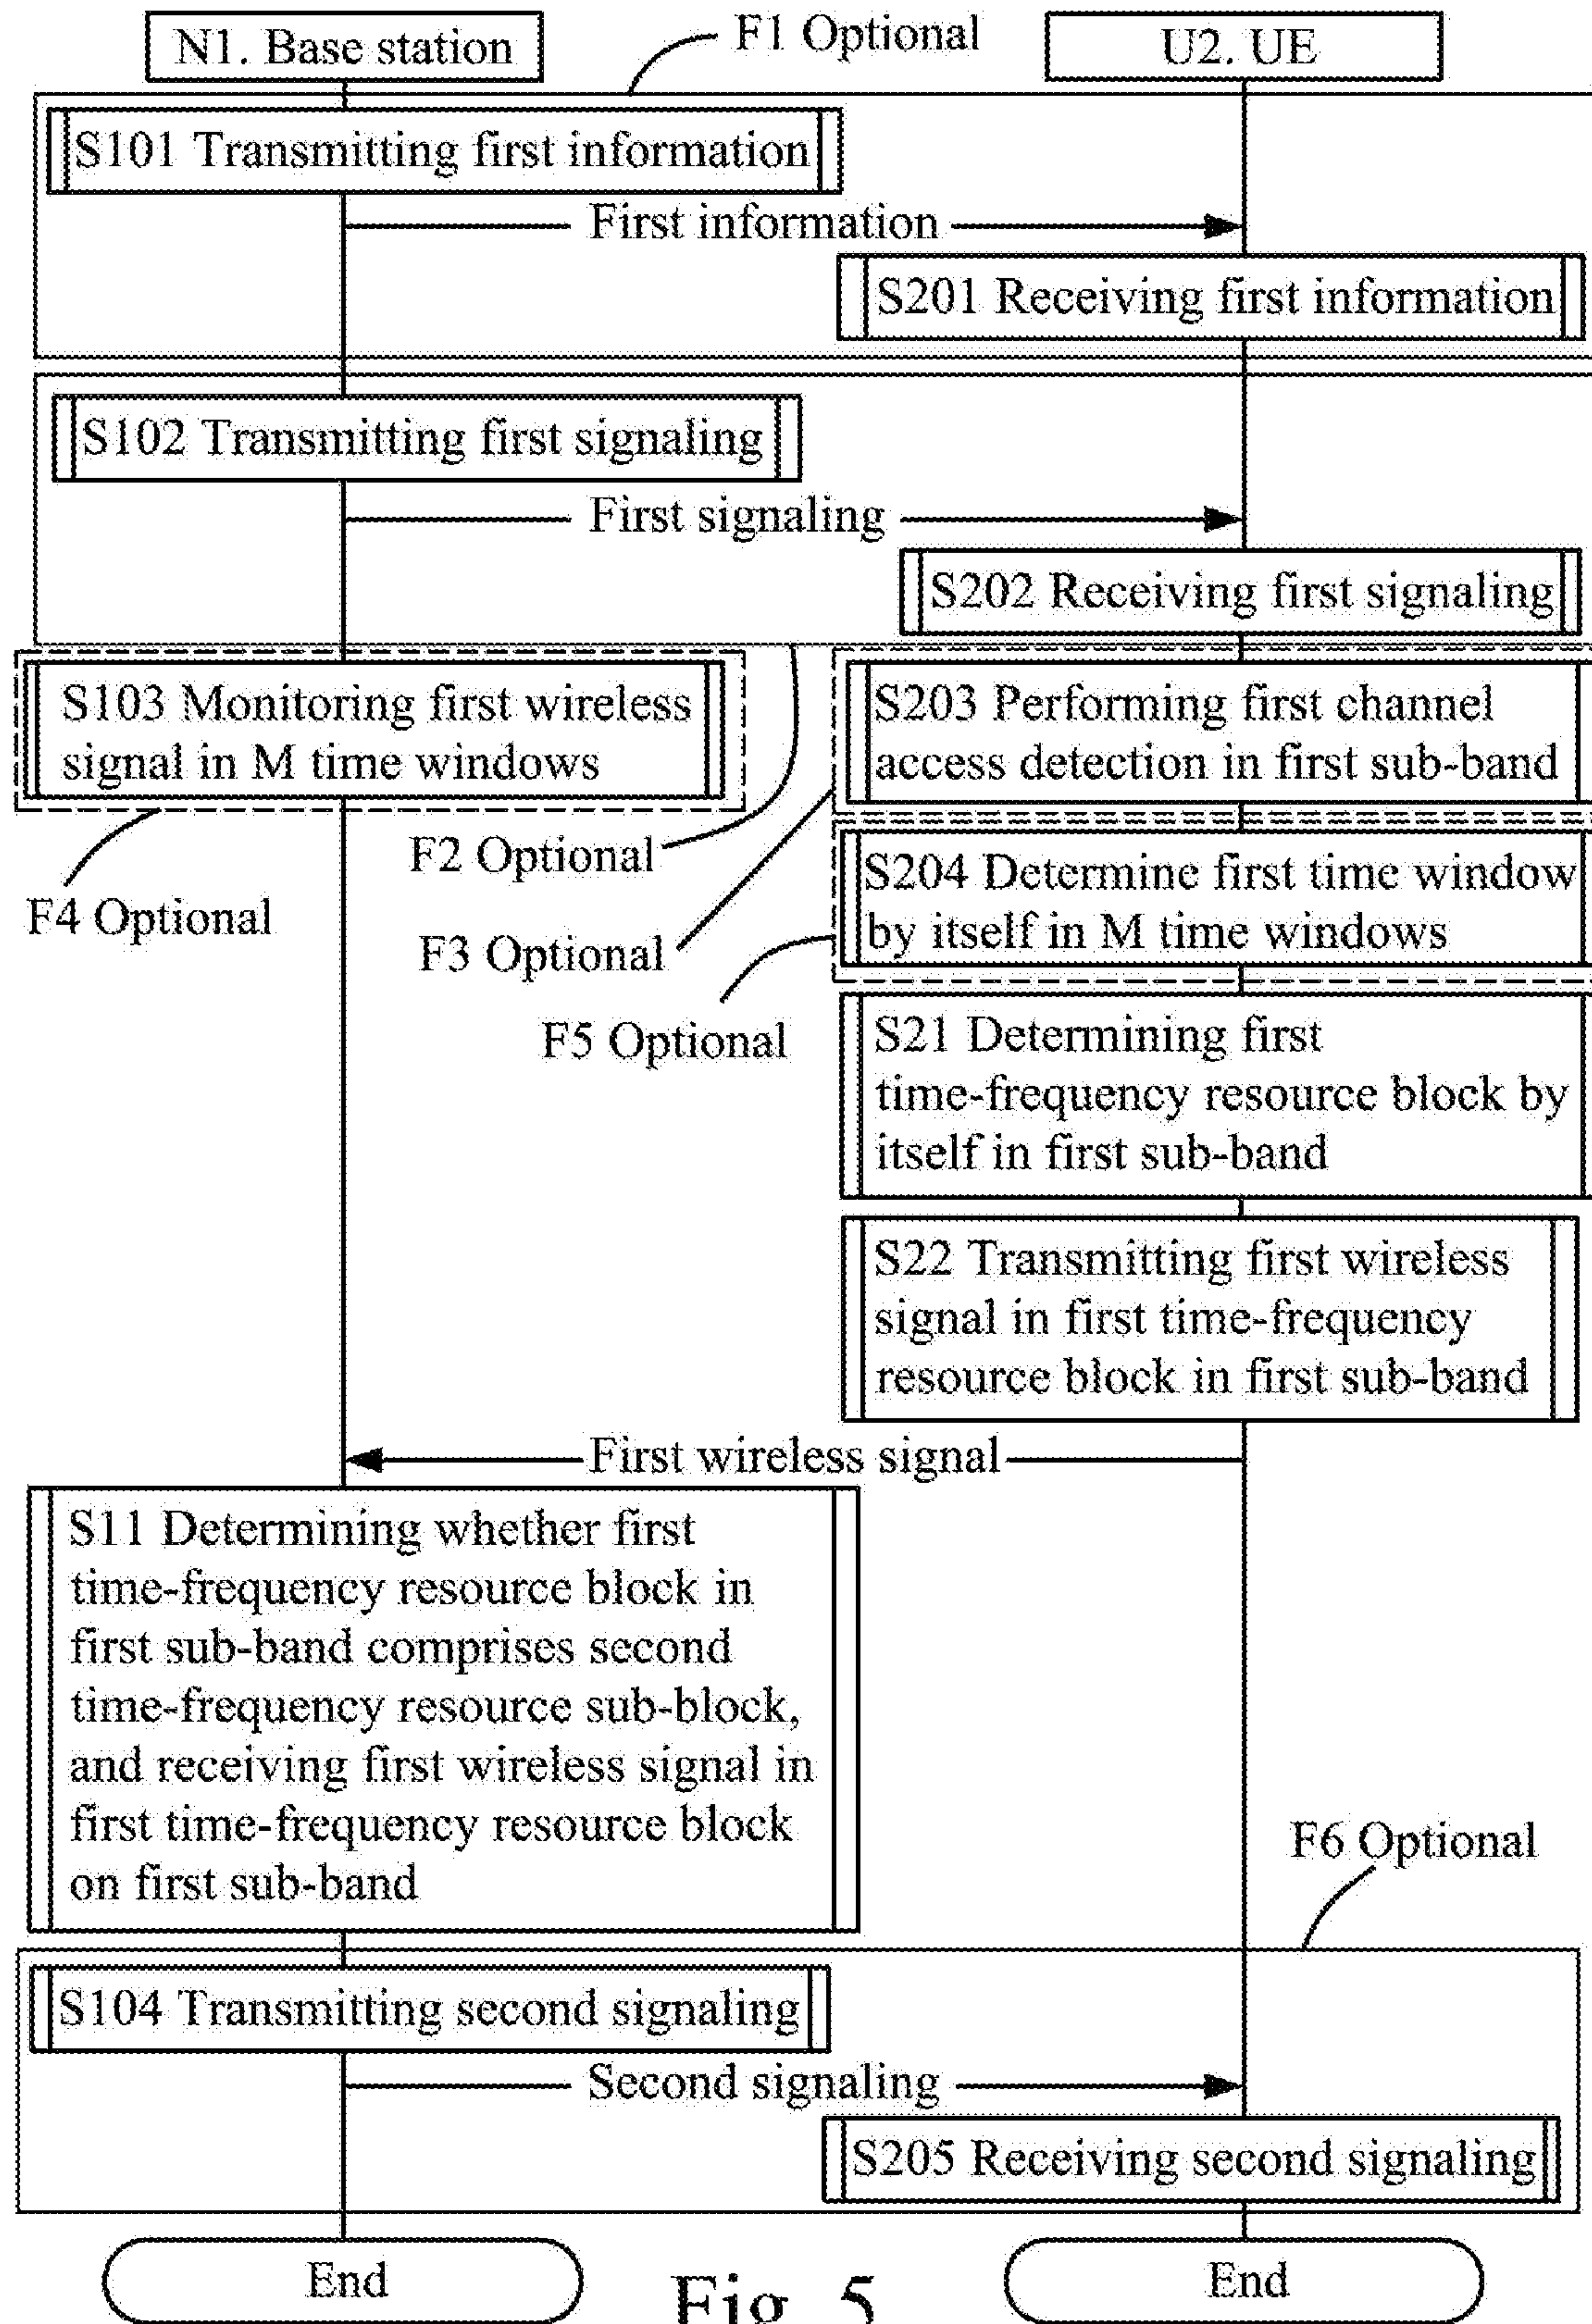 N1. Base station
F1 Optional
U2. UE
S101 Transmitting first information
First information
S201 Receiving first information
S102 Transmitting first signaling
First signaling
S202 Receiving first signaling
S103 Monitoring first wireless
signal in M time windows
S203 Performing first channel
access detection in first sub-band
F2 Optional
F4 Optional
S204 Determine first time window
by itself in M time windows
F3 Optional
F5 Optional
S21 Determining first
time-frequency resource block by
itself in first sub-band
S22 Transmitting first wireless
signal in first time-frequency
resource block in first sub-band
First wireless signal
S11 Determining whether first
time-frequency resource block in
first sub-band comprises second
time-frequency resource sub-block,
and receiving first wireless signal in
first time-frequency resource block
on first sub-band
F6 Optional
S104 Transmitting second signaling
Second signaling
S205 Receiving second signaling
End
End
Fig. 5